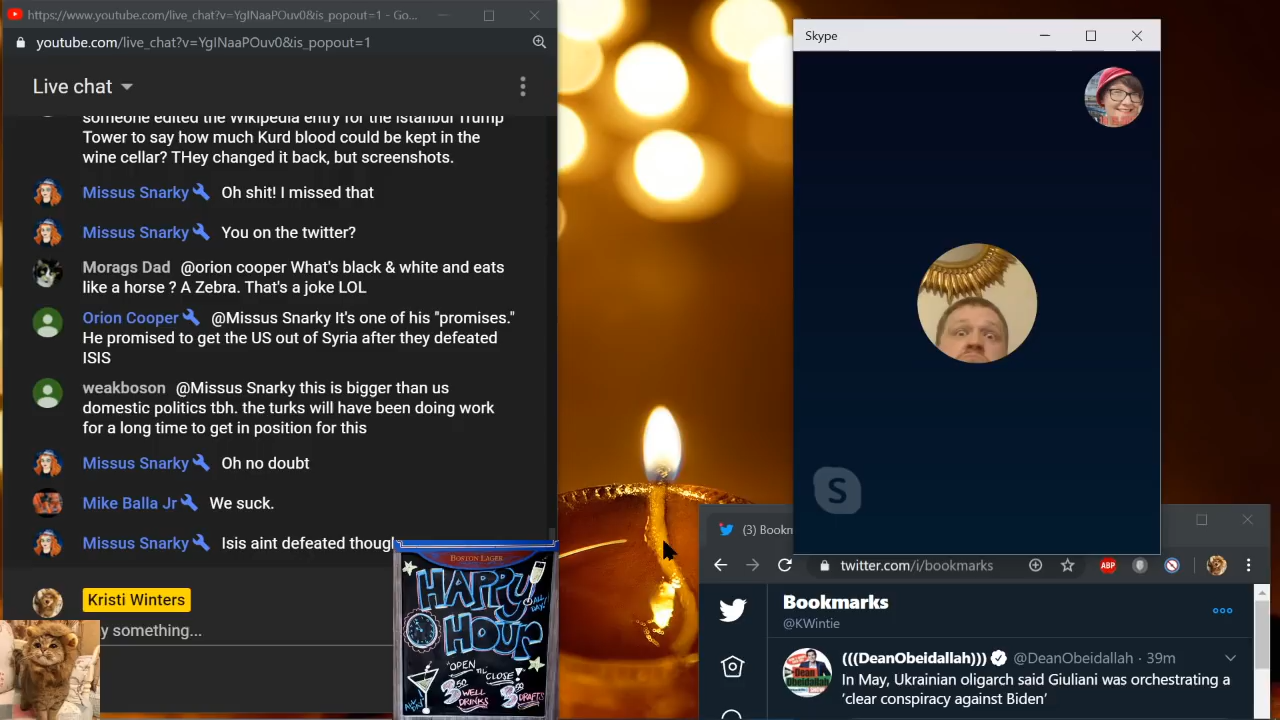 https://www.youtube.com/live_chat?v=YgINaaPOuv0&is_popout=1 - Go...
youtube.com/live_chat?v=YgINaaPOuv0&is_popout=1
Live chat
someone edited the Wikipedia entry for the Istanbul Trump
Tower to say how much Kurd blood could be kept in the
wine cellar? THey changed it back, but screenshots.
Missus Snarky Oh shit! I missed that
Missus Snarky You on the twitter?
Morags Dad @orion cooper What's black & white and eats
like a horse ? A Zebra. That's a joke LOL
Orion Cooper @Missus Snarky It's one of his "promises."
He promised to get the US out of Syria after they defeated
ISIS
weakboson @Missus Snarky this is bigger than us
domestic politics tbh. the turks will have been doing work
for a long time to get in position for this
Missus Snarky Oh no doubt
Mike Balla Jr We suck.
Missus Snarky Isis aint defeated though
Kristi Winters
y something...
BOSTON LAGER
HAPPY
ALL DAY!
HOUR
"OPEN 'TIL" CLOSE!
3.50 WELL DRINKS
3 DRAFTS
Skype
S
(3) Bookm
twitter.com/i/bookmarks
ABP
Bookmarks
@KWintie
(((DeanObeidallah))) @DeanObeidallah · 39m
In May, Ukrainian oligarch said Giuliani was orchestrating a
'clear conspiracy against Biden'